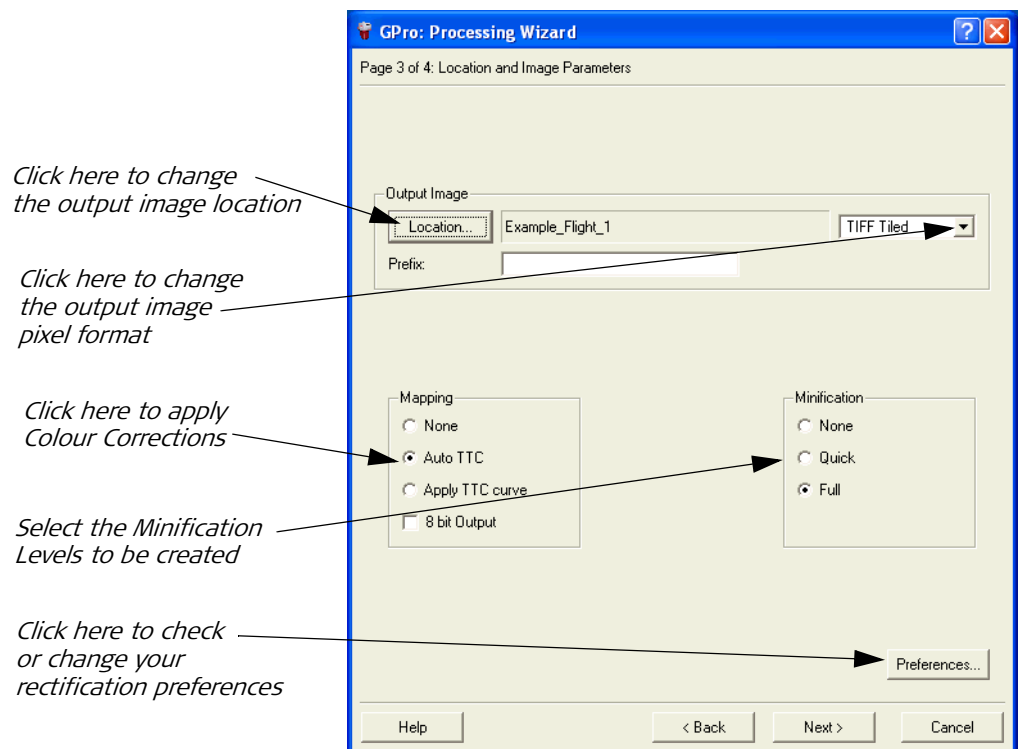 GPro: Processing Wizard
Page 3 of 4: Location and Image Parameters
Click here to change
the output image location
Output Image
Location...
Example_Flight_1
TIFF Tiled
Prefix:
Click here to change
the output image
pixel format
Click here to apply
Colour Corrections
Mapping
None
Auto TTC
Apply TTC curve
8 bit Output
Minification
None
Quick
Full
Select the Minification
Levels to be created
Click here to check
or change your
rectification preferences
Preferences...
Help
< Back
Next >
Cancel